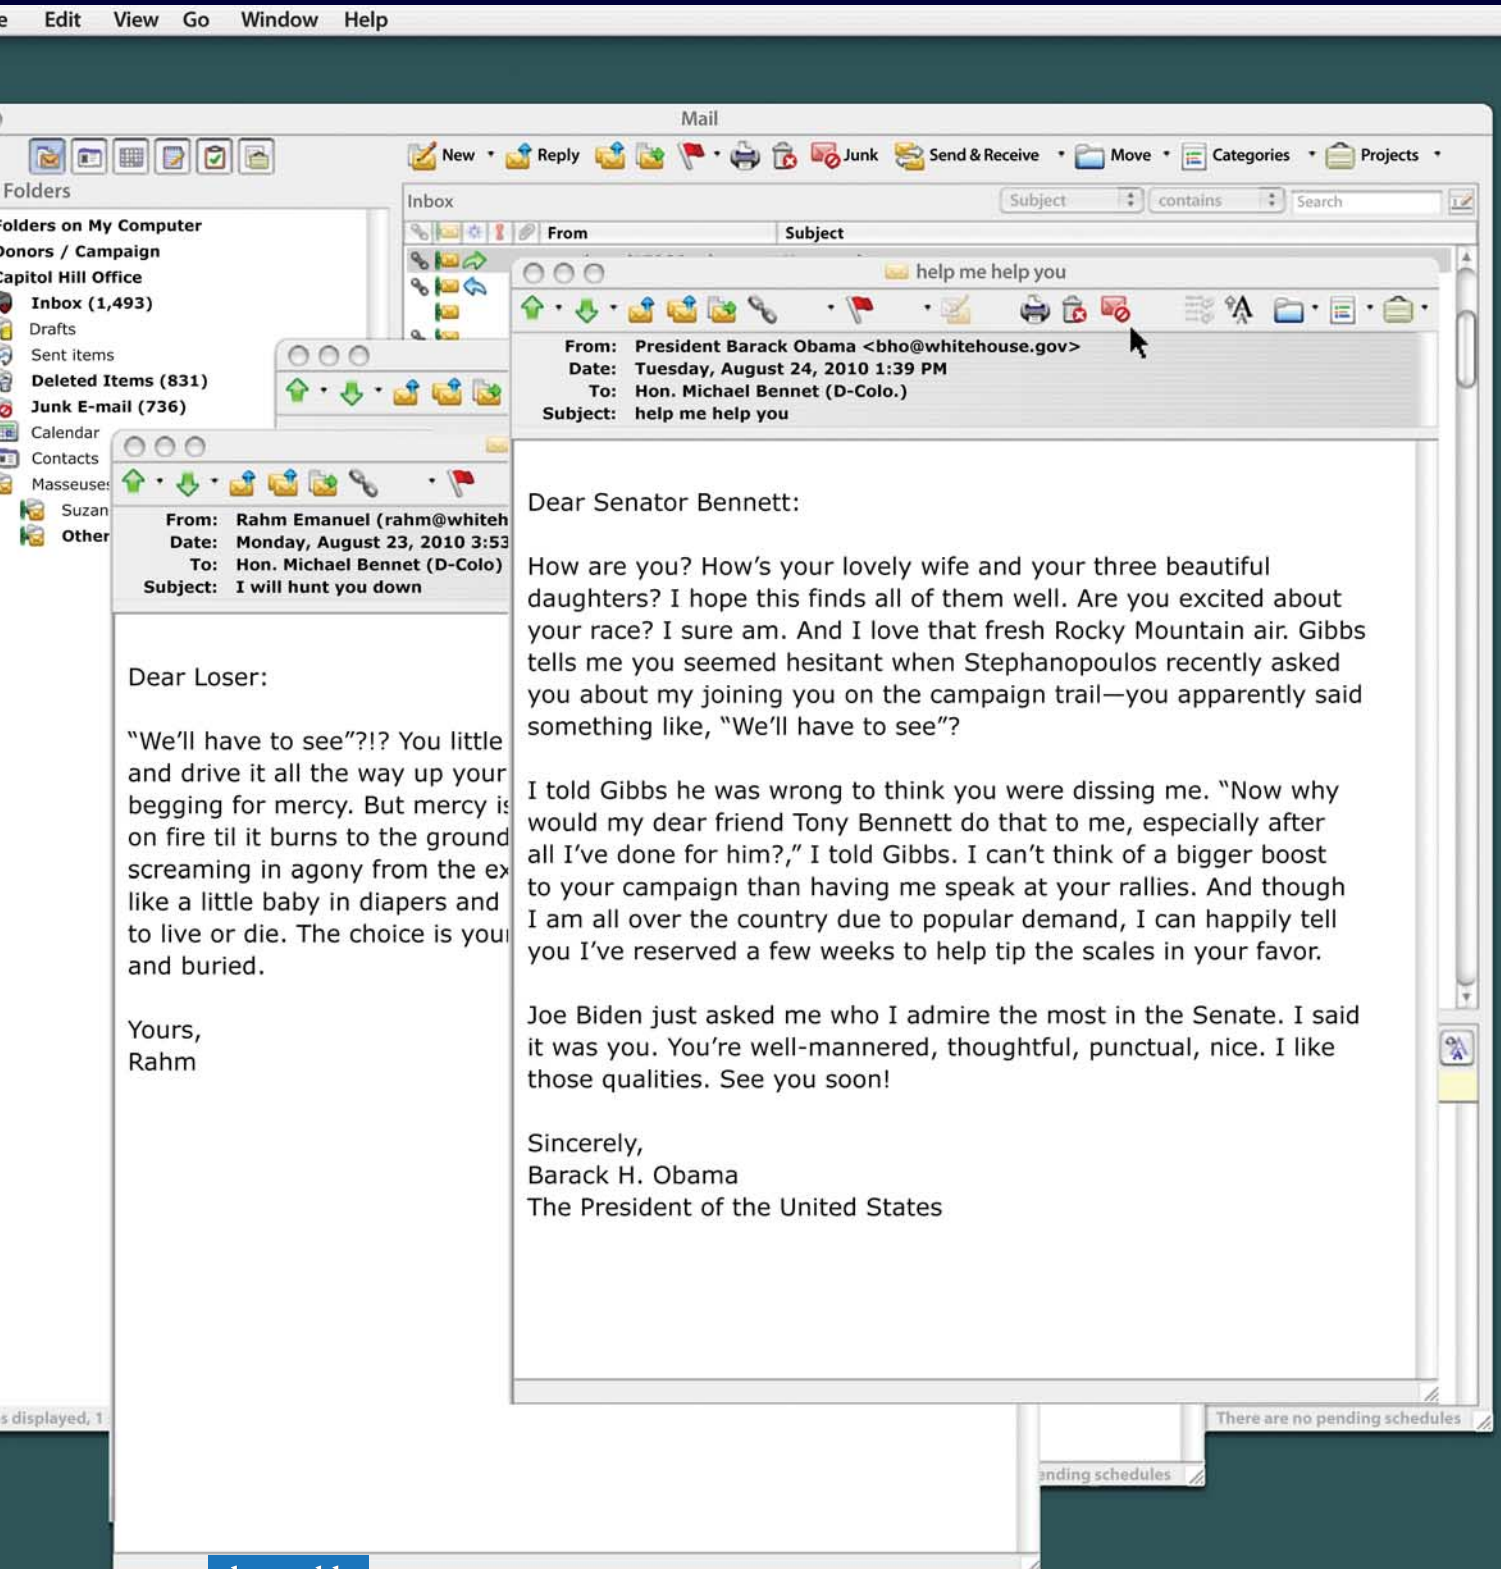 Edit View Go Window Help
Mail
New Reply Junk Send & Receive Move Categories Projects
Folders
Inbox Subject contains Search
From Subject
Folders on My Computer
Donors / Campaign
Capitol Hill Office
Inbox (1,493)
Drafts
Sent items
Deleted Items (831)
Junk E-mail (736)
Calendar
Contacts
Masseuses
Suzan
Other
From: Rahm Emanuel (rahm@whiteh
Date: Monday, August 23, 2010 3:53
To: Hon. Michael Bennet (D-Colo)
Subject: I will hunt you down
Dear Loser:
“We’ll have to see”?!? You little
and drive it all the way up your
begging for mercy. But mercy is
on fire til it burns to the ground
screaming in agony from the ex
like a little baby in diapers and
to live or die. The choice is your
and buried.
Yours,
Rahm
help me help you
From: President Barack Obama <bho@whitehouse.gov>
Date: Tuesday, August 24, 2010 1:39 PM
To: Hon. Michael Bennet (D-Colo.)
Subject: help me help you
Dear Senator Bennett:
How are you? How’s your lovely wife and your three beautiful
daughters? I hope this finds all of them well. Are you excited about
your race? I sure am. And I love that fresh Rocky Mountain air. Gibbs
tells me you seemed hesitant when Stephanopoulos recently asked
you about my joining you on the campaign trail—you apparently said
something like, “We’ll have to see”?
I told Gibbs he was wrong to think you were dissing me. “Now why
would my dear friend Tony Bennett do that to me, especially after
all I’ve done for him?,” I told Gibbs. I can’t think of a bigger boost
to your campaign than having me speak at your rallies. And though
I am all over the country due to popular demand, I can happily tell
you I’ve reserved a few weeks to help tip the scales in your favor.
Joe Biden just asked me who I admire the most in the Senate. I said
it was you. You’re well-mannered, thoughtful, punctual, nice. I like
those qualities. See you soon!
Sincerely,
Barack H. Obama
The President of the United States
s displayed, 1
There are no pending schedules
ending schedules